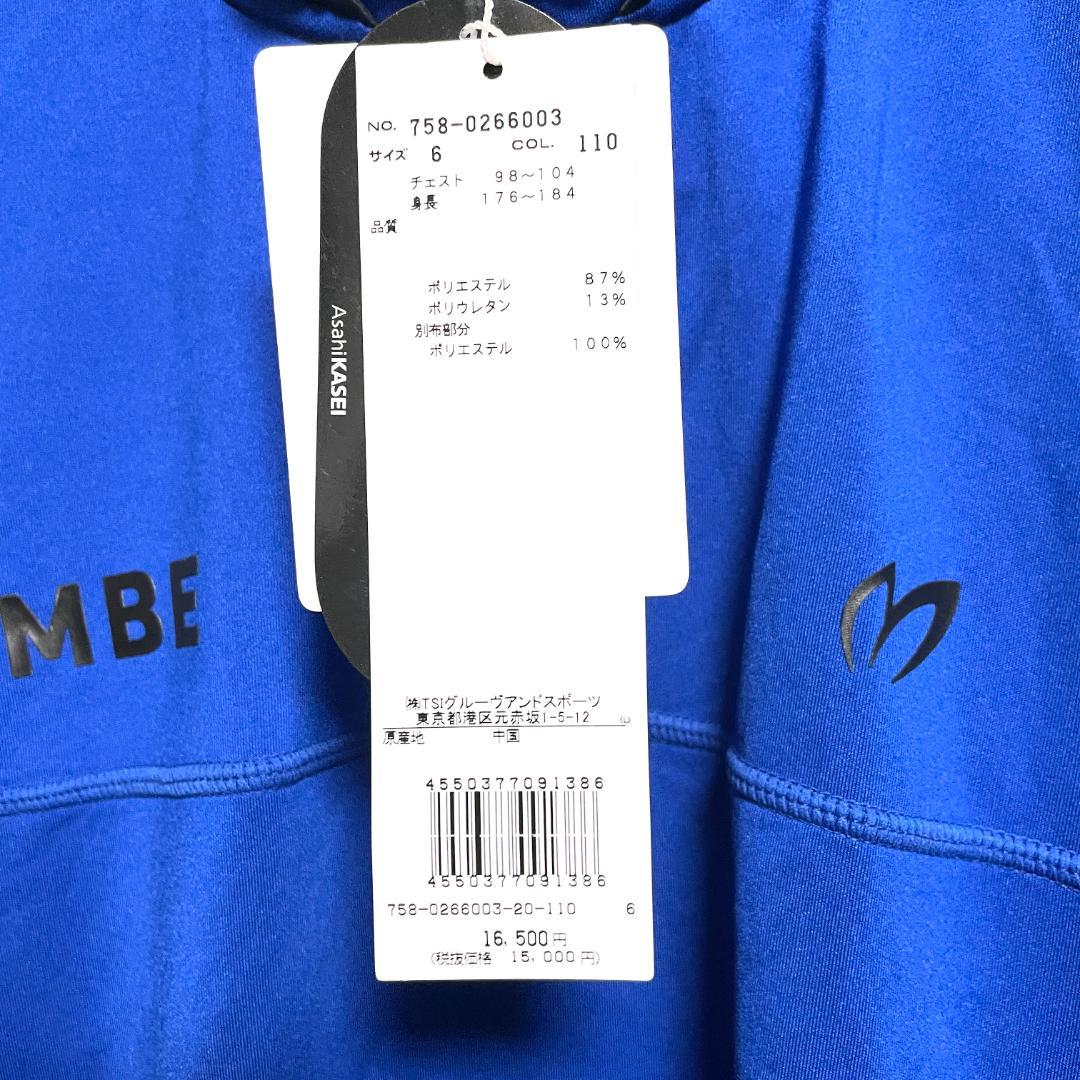 NO. 758-0266003
サイズ 6 COL. 110
チェスト 98～104
身長 176～184
品質
ポリエステル 87%
ポリウレタン 13%
別布部分
ポリエステル 100%
AsahiKASEI
MBE
㈱TSIグルーヴアンドスポーツ
東京都港区元赤坂1-5-12
原産地 中国
4550377091386
4550377091386
758-0266003-20-110 6
16,500円
(税抜価格 15,000円)